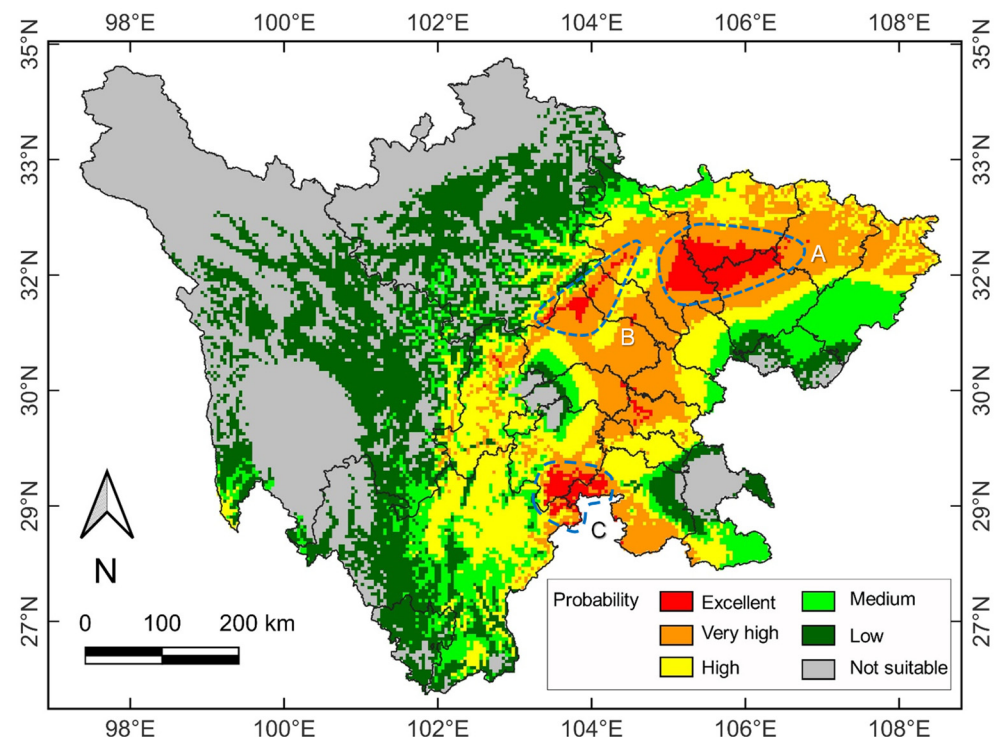 98°E 100°E 102°E 104°E 106°E 108°E
35°N 35°N
33°N 33°N
32°N 32°N
30°N 30°N
29°N 29°N
27°N 27°N
A
B
C
N
0 100 200 km
Probability
Excellent Medium
Very high Low
High Not suitable
98°E 100°E 102°E 104°E 106°E 108°E